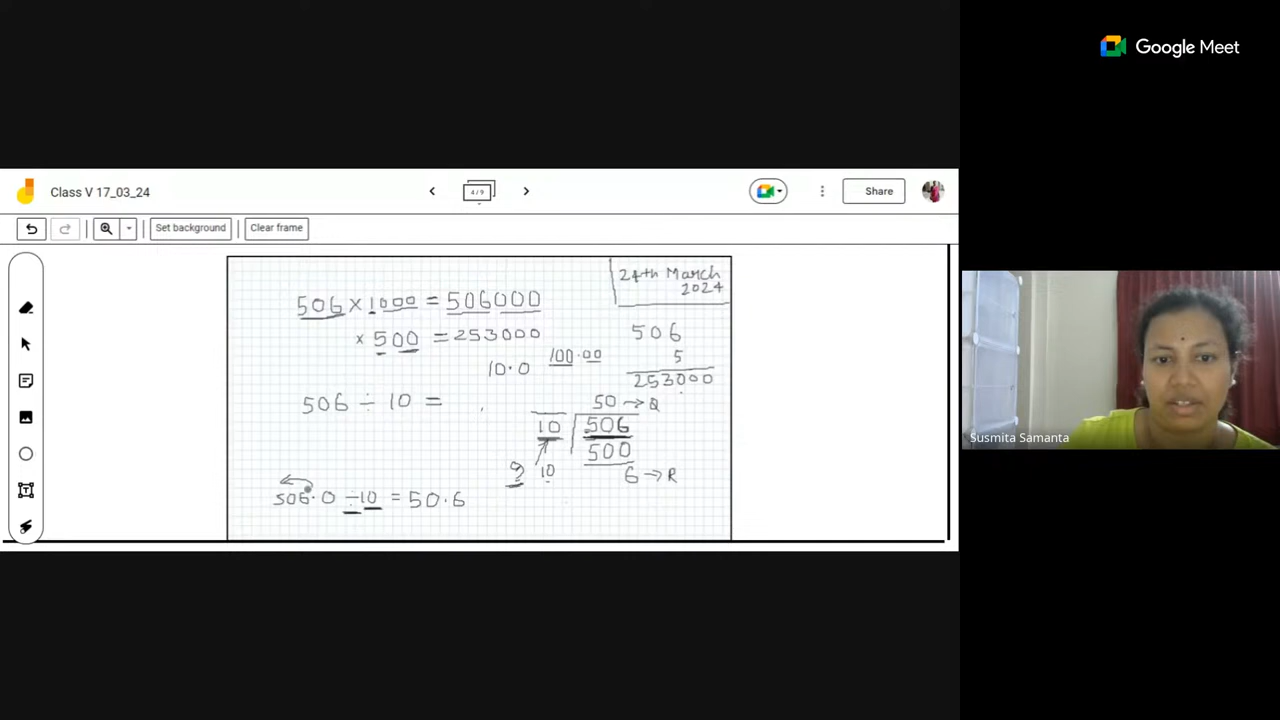 Google Meet
Class V 17_03_24
4/9
Share
Set background
Clear frame
24th March
2024
506 × 1000 = 506000
× 500 = 253000
506
5
253000
10.0 100.00
506 ÷ 10 =
50 → Q
10 506
500
6 → R
? 10
506.0 ÷ 10 = 50.6
Susmita Samanta